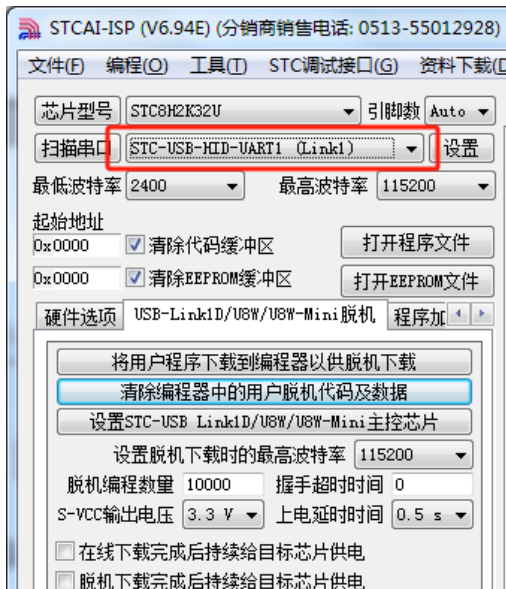 STCAI-ISP (V6.94E) (分销商销售电话: 0513-55012928)
文件(F) 编程(O) 工具(T) STC调试接口(G) 资料下载(D
芯片型号 STC8H2K32U 引脚数 Auto
扫描串口 STC-USB-HID-UART1 (Link1) 设置
最低波特率 2400 最高波特率 115200
起始地址
0x0000 清除代码缓冲区 打开程序文件
0x0000 清除EEPROM缓冲区 打开EEPROM文件
硬件选项 USB-Link1D/U8W/U8W-Mini脱机 程序加
将用户程序下载到编程器以供脱机下载
清除编程器中的用户脱机代码及数据
设置STC-USB Link1D/U8W/U8W-Mini主控芯片
设置脱机下载时的最高波特率 115200
脱机编程数量 10000 握手超时时间 0
S-VCC输出电压 3.3 V 上电延时时间 0.5 s
在线下载完成后持续给目标芯片供电
脱机下载完成后持续给目标芯片供电